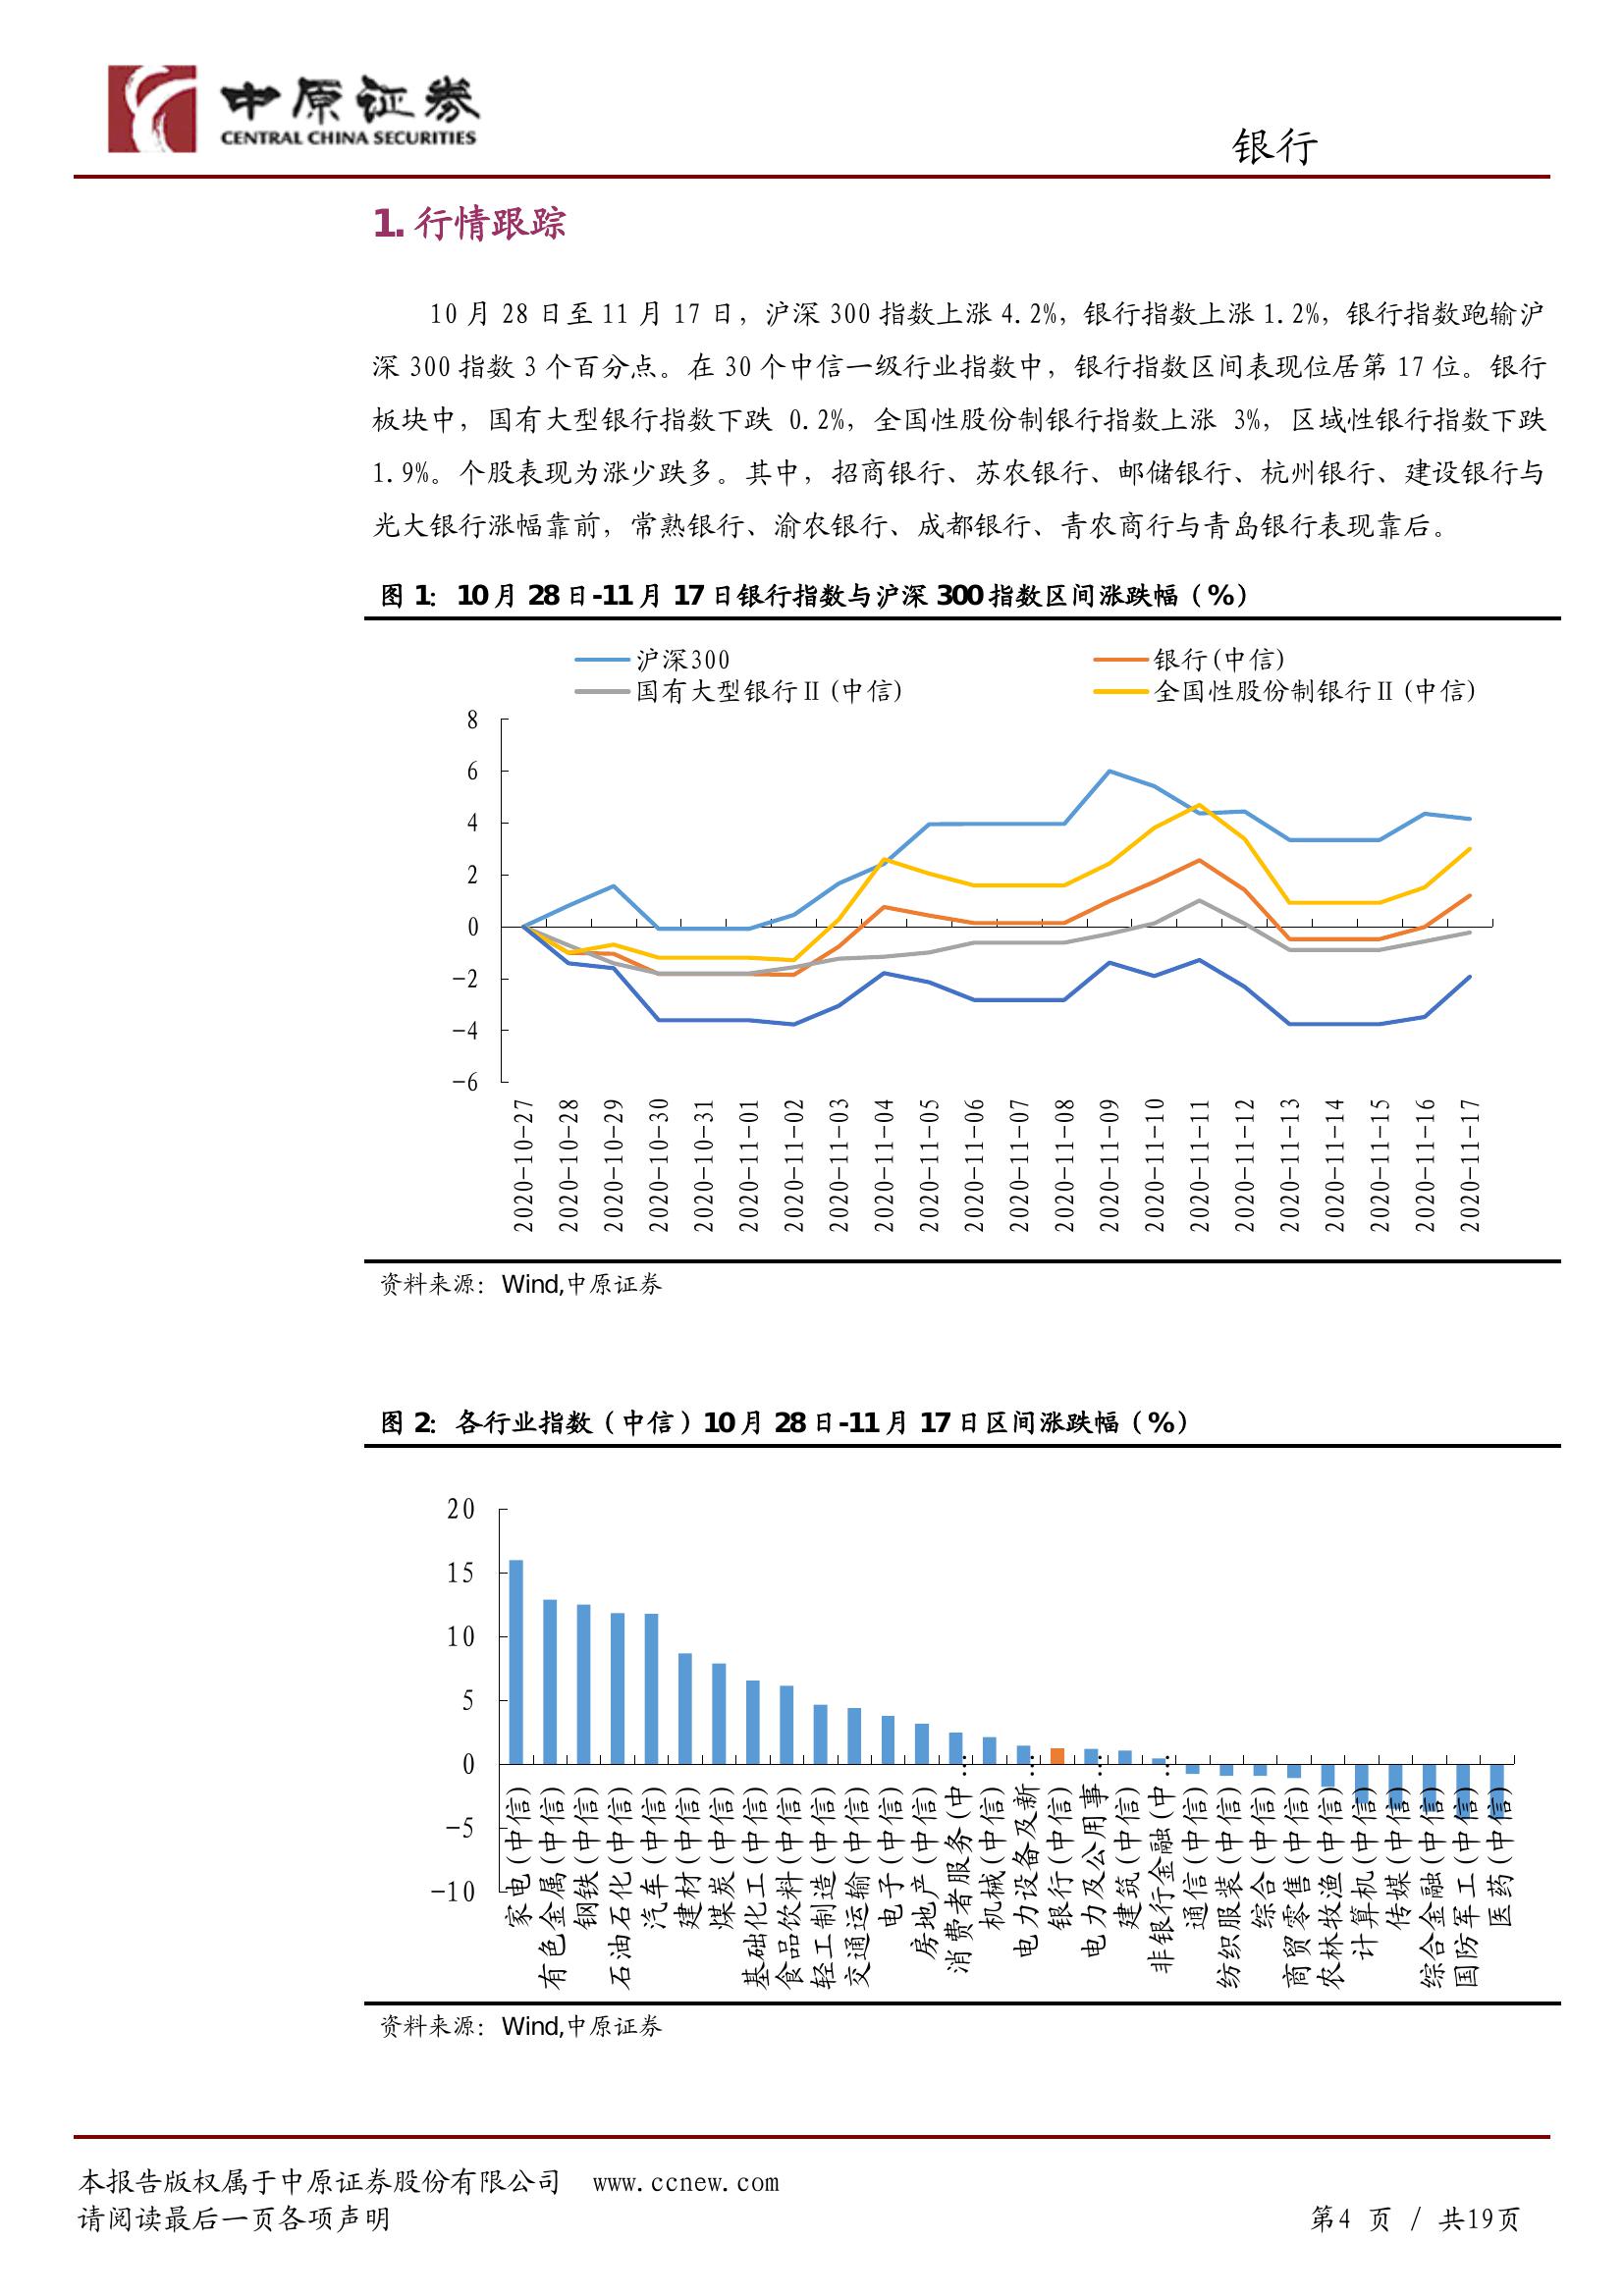 中原证券
CENTRAL CHINA SECURITIES
银行
1. 行情跟踪
10 月 28 日至 11 月 17 日，沪深 300 指数上涨 4.2%，银行指数上涨 1.2%，银行指数跑输沪
深 300 指数 3 个百分点。在 30 个中信一级行业指数中，银行指数区间表现位居第 17 位。银行
板块中，国有大型银行指数下跌 0.2%，全国性股份制银行指数上涨 3%，区域性银行指数下跌
1.9%。个股表现为涨少跌多。其中，招商银行、苏农银行、邮储银行、杭州银行、建设银行与
光大银行涨幅靠前，常熟银行、渝农银行、成都银行、青农商行与青岛银行表现靠后。
图 1：10 月 28 日-11 月 17 日银行指数与沪深 300 指数区间涨跌幅（%）
沪深300
银行(中信)
国有大型银行Ⅱ(中信)
全国性股份制银行Ⅱ(中信)
8
6
4
2
0
-2
-4
-6
2020-10-27
2020-10-28
2020-10-29
2020-10-30
2020-10-31
2020-11-01
2020-11-02
2020-11-03
2020-11-04
2020-11-05
2020-11-06
2020-11-07
2020-11-08
2020-11-09
2020-11-10
2020-11-11
2020-11-12
2020-11-13
2020-11-14
2020-11-15
2020-11-16
2020-11-17
资料来源：Wind,中原证券
图 2：各行业指数（中信）10 月 28 日-11 月 17 日区间涨跌幅（%）
20
15
10
5
0
-5
-10
家电(中信)
有色金属(中信)
钢铁(中信)
石油石化(中信)
汽车(中信)
建材(中信)
煤炭(中信)
基础化工(中信)
食品饮料(中信)
轻工制造(中信)
交通运输(中信)
电子(中信)
房地产(中信)
消费者服务(中…
机械(中信)
电力设备及新…
银行(中信)
电力及公用事…
建筑(中信)
非银行金融(中…
通信(中信)
纺织服装(中信)
综合(中信)
商贸零售(中信)
农林牧渔(中信)
计算机(中信)
传媒(中信)
综合金融(中信)
国防军工(中信)
医药(中信)
资料来源：Wind,中原证券
本报告版权属于中原证券股份有限公司 www.ccnew.com
请阅读最后一页各项声明
第4 页 / 共19页